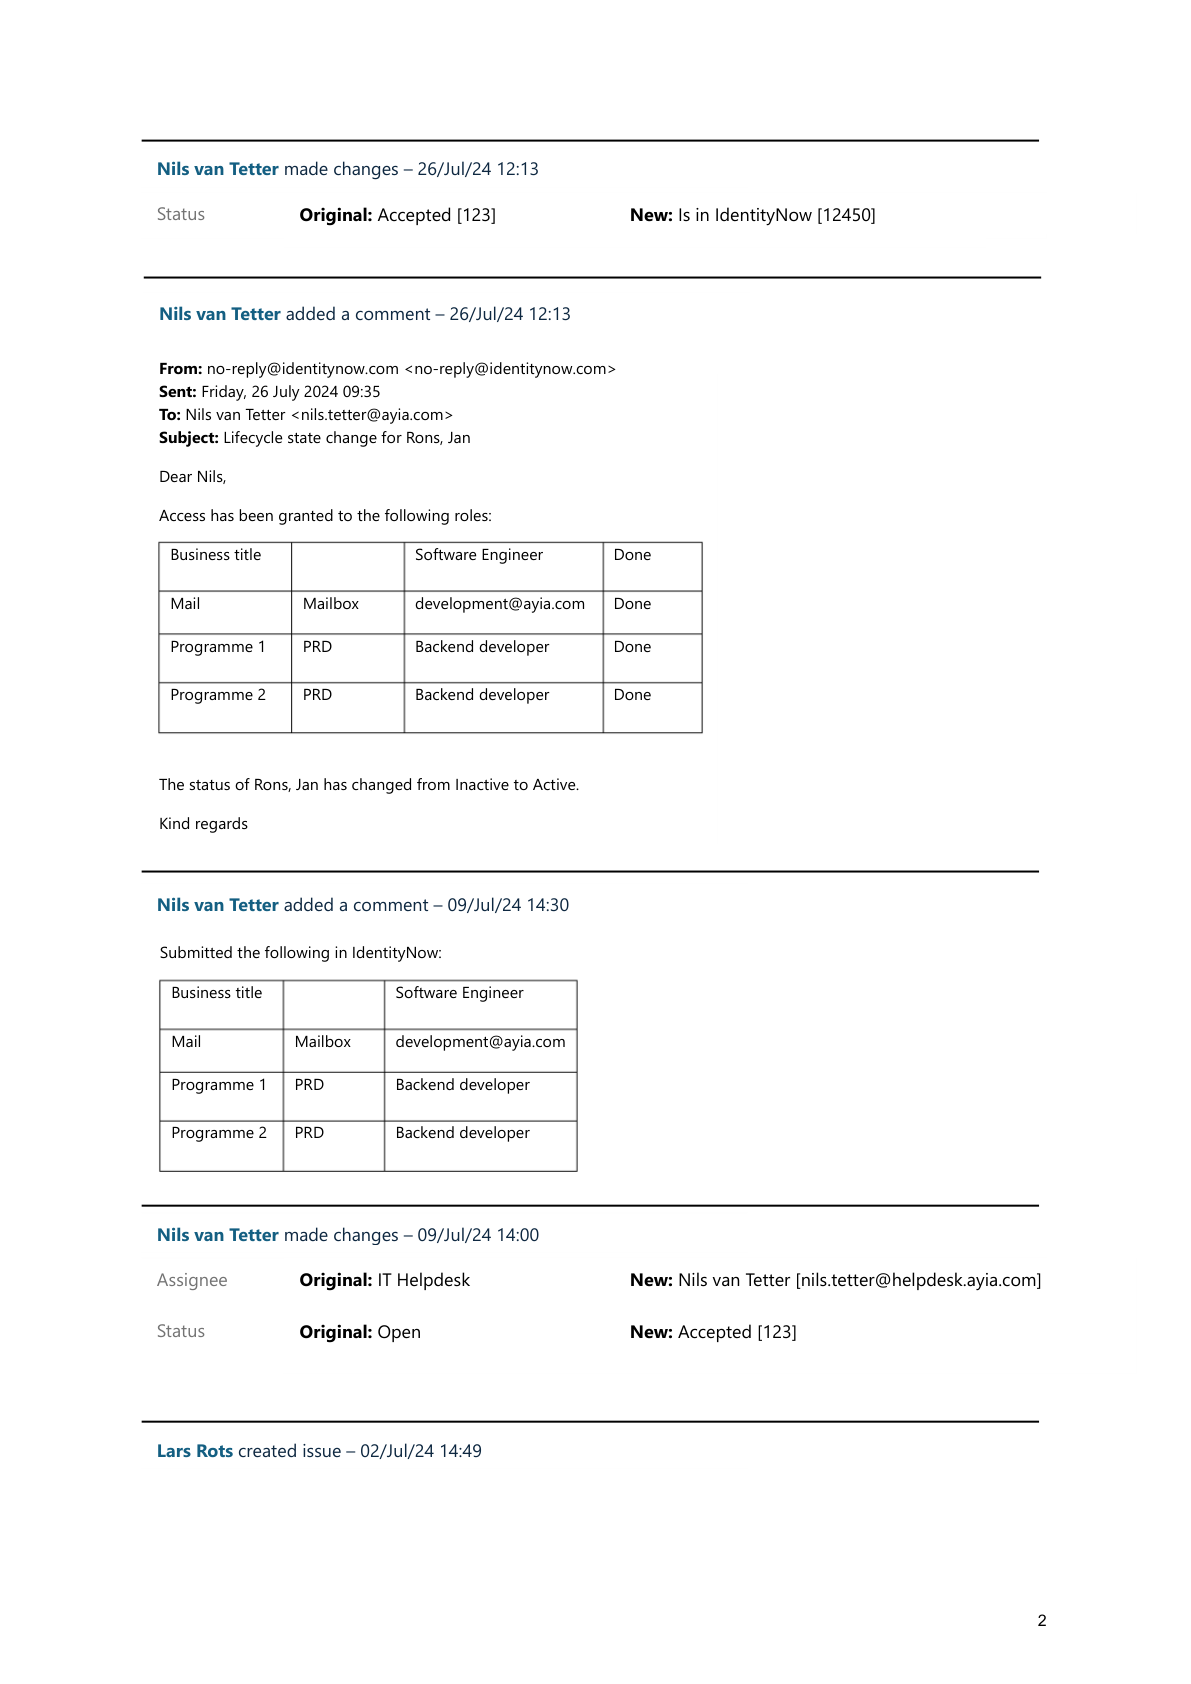 Nils van Tetter made changes – 26/Jul/24 12:13
Status Original: Accepted [123] New: Is in IdentityNow [12450]
Nils van Tetter added a comment – 26/Jul/24 12:13
From: no-reply@identitynow.com <no-reply@identitynow.com>
Sent: Friday, 26 July 2024 09:35
To: Nils van Tetter <nils.tetter@ayia.com>
Subject: Lifecycle state change for Rons, Jan
Dear Nils,
Access has been granted to the following roles:
Business title Software Engineer Done
Mail Mailbox development@ayia.com Done
Programme 1 PRD Backend developer Done
Programme 2 PRD Backend developer Done
The status of Rons, Jan has changed from Inactive to Active.
Kind regards
Nils van Tetter added a comment – 09/Jul/24 14:30
Submitted the following in IdentityNow:
Business title Software Engineer
Mail Mailbox development@ayia.com
Programme 1 PRD Backend developer
Programme 2 PRD Backend developer
Nils van Tetter made changes – 09/Jul/24 14:00
Assignee Original: IT Helpdesk New: Nils van Tetter [nils.tetter@helpdesk.ayia.com]
Status Original: Open New: Accepted [123]
Lars Rots created issue – 02/Jul/24 14:49
2